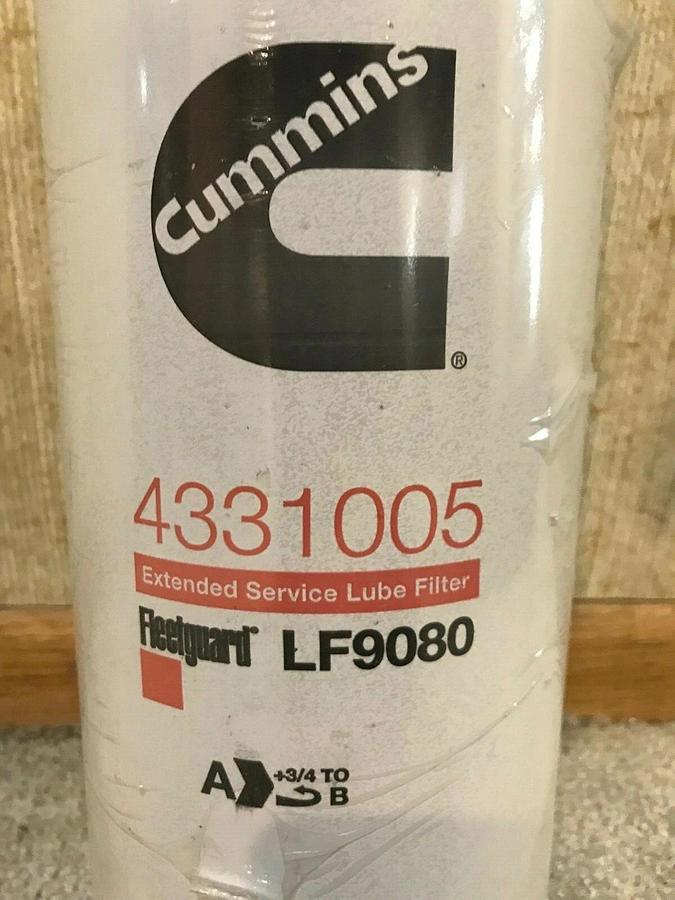 Cummins
®
4331005
Extended Service Lube Filter
Fleetguard® LF9080
A +3/4 TO
B